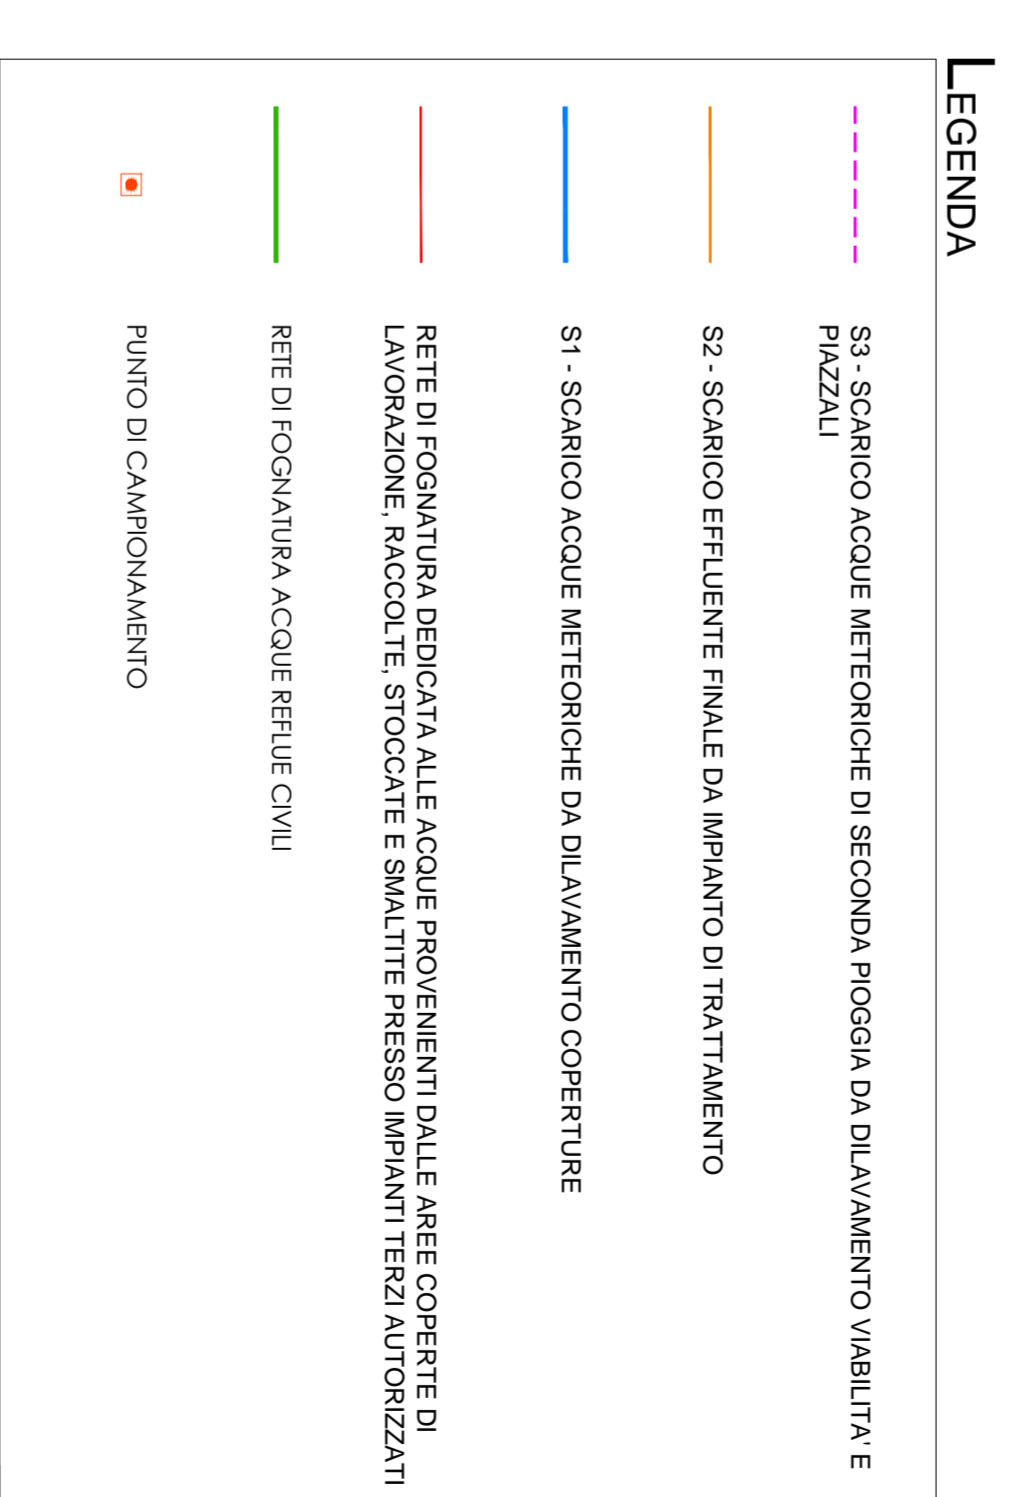 LEGENDA
S3 - SCARICO ACQUE METEORICHE DI SECONDA PIOGGIA DA DILAVAMENTO VIABILITA' E
PIAZZALI
S2 - SCARICO EFFLUENTE FINALE DA IMPIANTO DI TRATTAMENTO
S1 - SCARICO ACQUE METEORICHE DA DILAVAMENTO COPERTURE
RETE DI FOGNATURA DEDICATA ALLE ACQUE PROVENIENTI DALLE AREE COPERTE DI
LAVORAZIONE, RACCOLTE, STOCCATE E SMALTITE PRESSO IMPIANTI TERZI AUTORIZZATI
RETE DI FOGNATURA ACQUE REFLUE CIVILI
PUNTO DI CAMPIONAMENTO